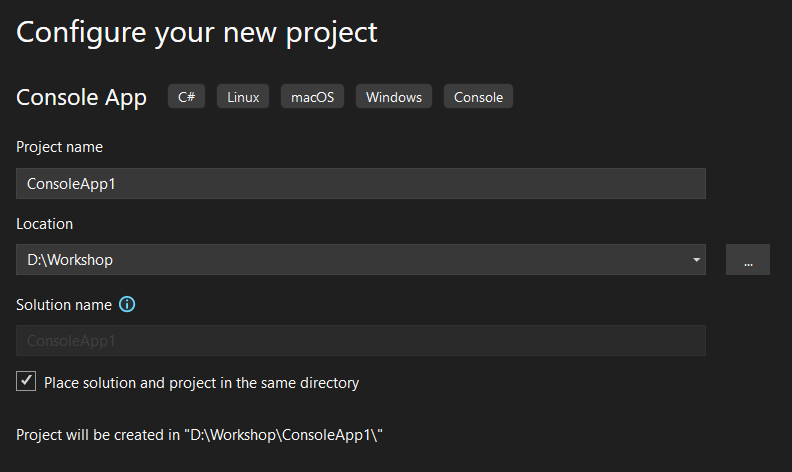 Configure your new project
Console App C# Linux macOS Windows Console
Project name
ConsoleApp1
Location
D:\Workshop
...
Solution name
ConsoleApp1
Place solution and project in the same directory
Project will be created in "D:\Workshop\ConsoleApp1\"